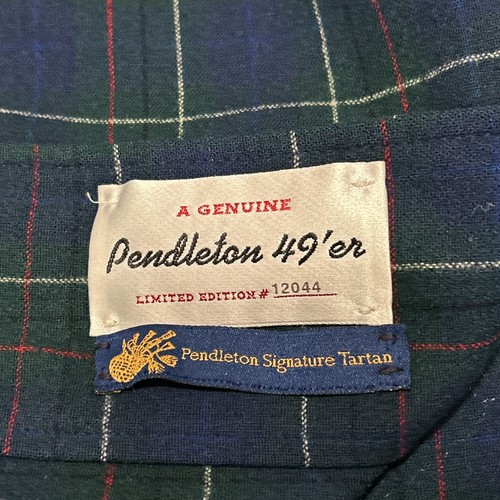 A GENUINE
Pendleton 49'er
LIMITED EDITION # 12044
Pendleton Signature Tartan